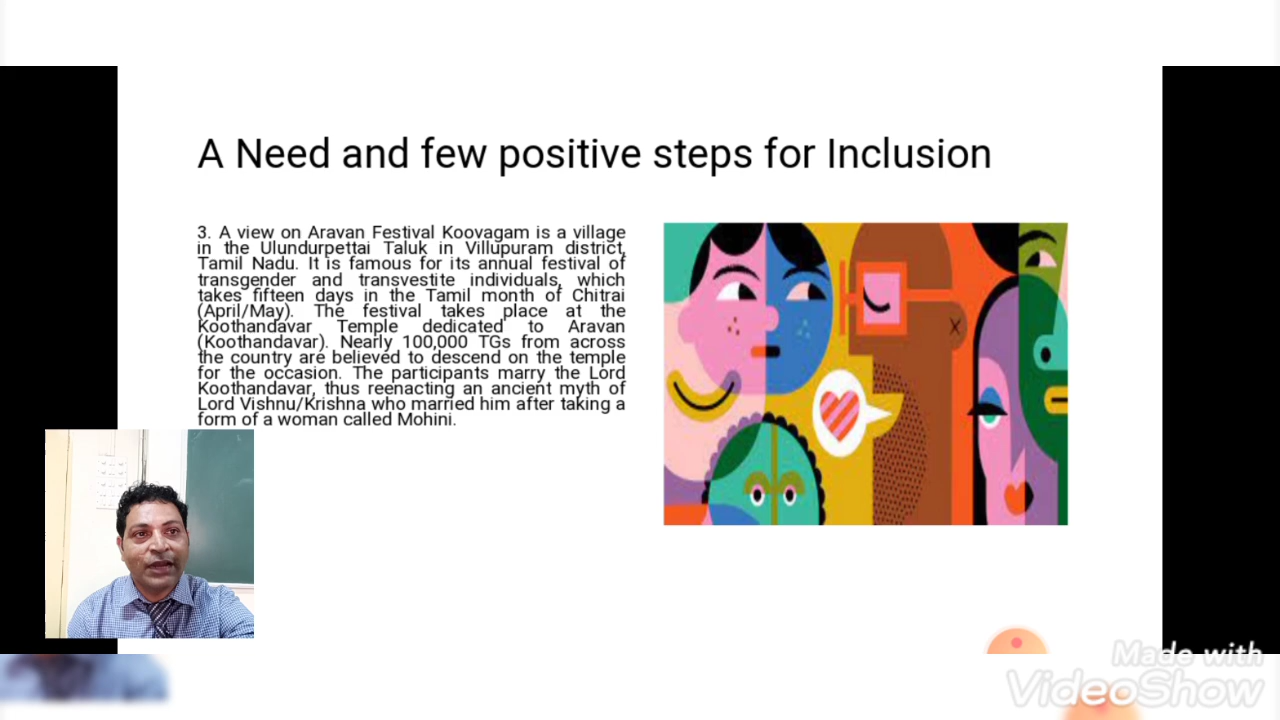 A Need and few positive steps for Inclusion
3. A view on Aravan Festival Koovagam is a village
in the Ulundurpettai Taluk in Villupuram district,
Tamil Nadu. It is famous for its annual festival of
transgender and transvestite individuals, which
takes fifteen days in the Tamil month of Chitrai
(April/May). The festival takes place at the
Koothandavar Temple dedicated to Aravan
(Koothandavar). Nearly 100,000 TGs from across
the country are believed to descend on the temple
for the occasion. The participants marry the Lord
Koothandavar, thus reenacting an ancient myth of
Lord Vishnu/Krishna who married him after taking a
form of a woman called Mohini.
Made with
VideoShow